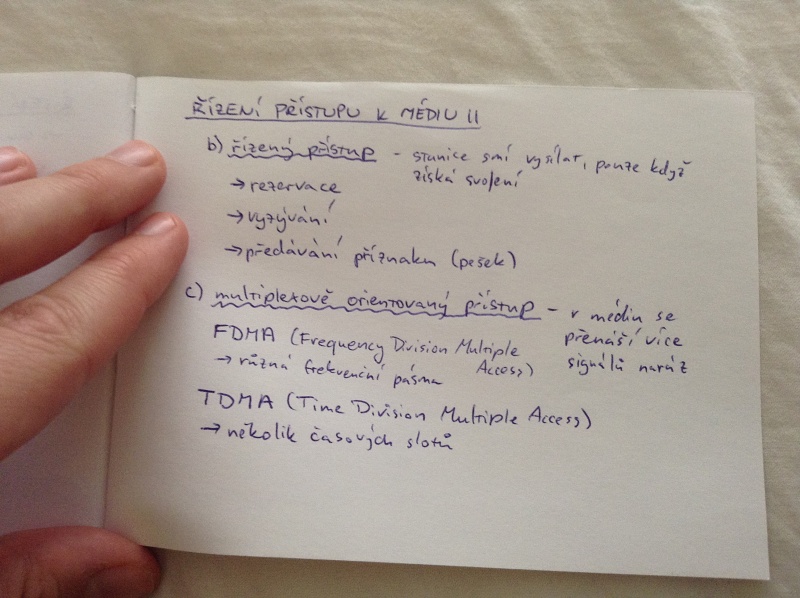 ŘÍZENÍ PŘÍSTUPU K MÉDIU II
b) řízený přístup - stanice smí vysílat, pouze když
získá svolení
→ rezervace
→ vyzývání
→ předávání příznaku (pešek)
c) multiplexově orientovaný přístup - v médiu se
přenáší více
signálů naráz
FDMA (Frequency Division Multiple
Access)
→ různá frekvenční pásma
TDMA (Time Division Multiple Access)
→ několik časových slotů